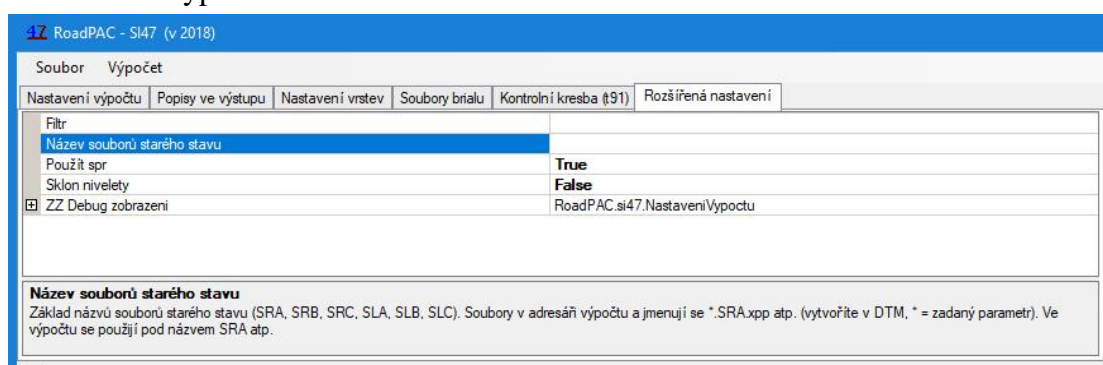 47 RoadPAC - SI47 (v 2018)
Soubor Výpočet
Nastavení výpočtu Popisy ve výstupu Nastavení vrstev Soubory brialu Kontrolní kresba (t91) Rozšířená nastavení
Filtr
Název souborů starého stavu
Použít spr True
Sklon nivelety False
ZZ Debug zobrazeni RoadPAC.si47.NastaveniVypoctu
Název souborů starého stavu
Základ názvů souborů starého stavu (SRA, SRB, SRC, SLA, SLB, SLC). Soubory v adresáři výpočtu a jmenují se *.SRA.xpp atp. (vytvoříte v DTM, * = zadaný parametr). Ve
výpočtu se použijí pod názvem SRA atp.